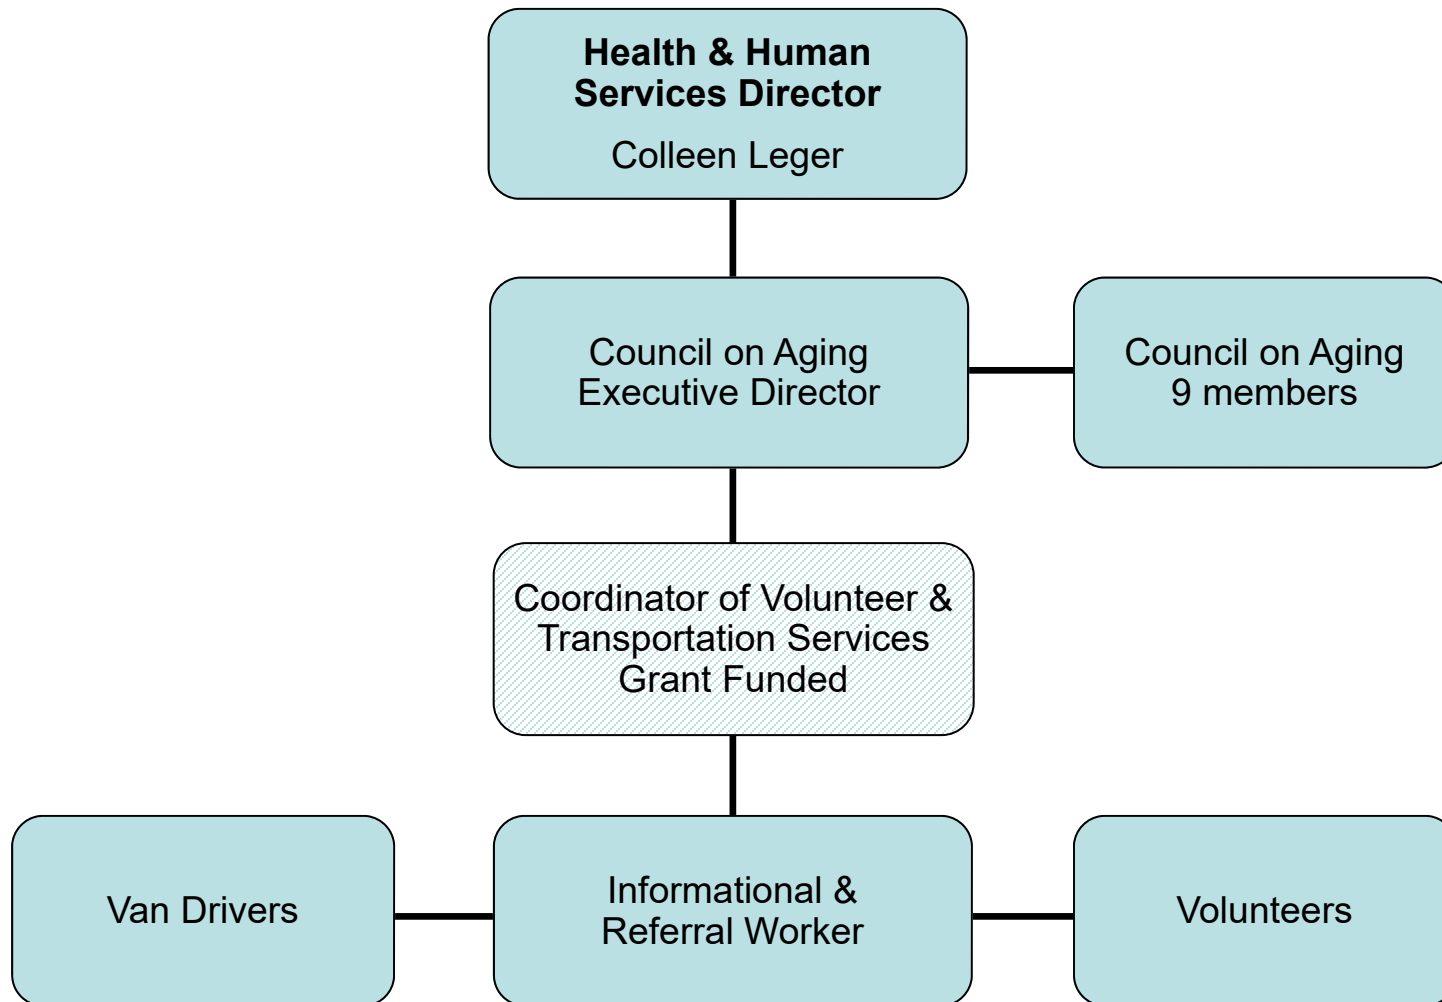 Health & Human
Services Director
Colleen Leger
Council on Aging
Executive Director
Council on Aging
9 members
Coordinator of Volunteer &
Transportation Services
Grant Funded
Van Drivers
Informational &
Referral Worker
Volunteers